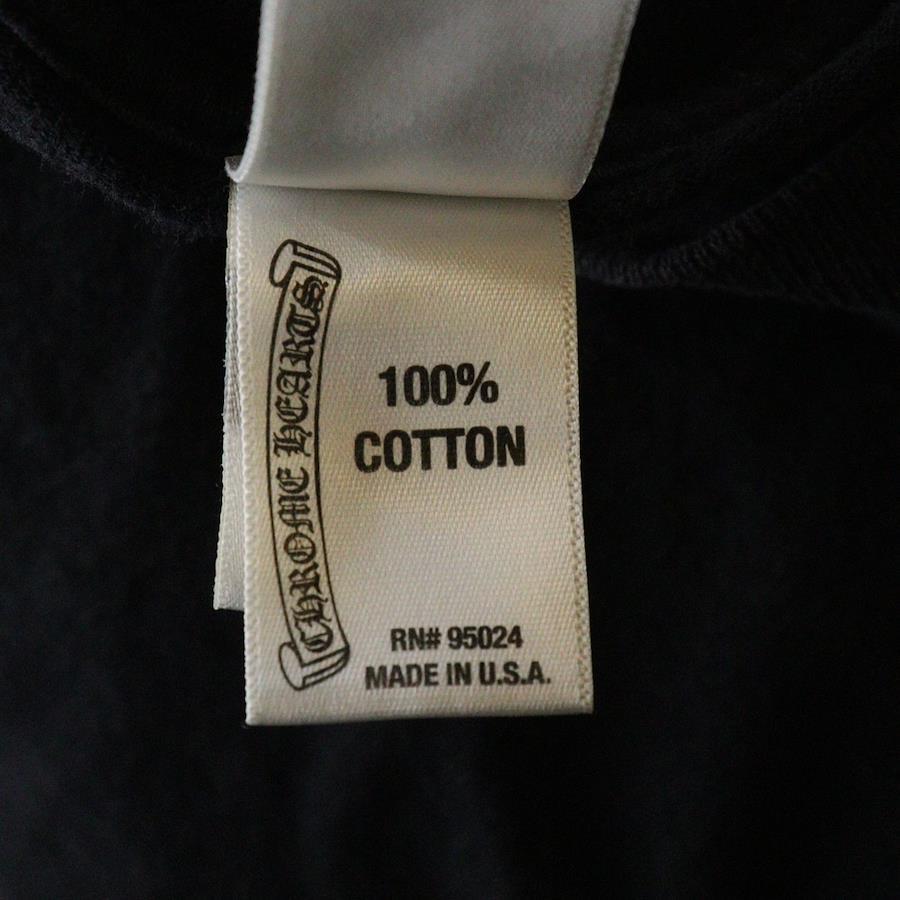 CHROME HEARTS
100%
COTTON
RN# 95024
MADE IN U.S.A.